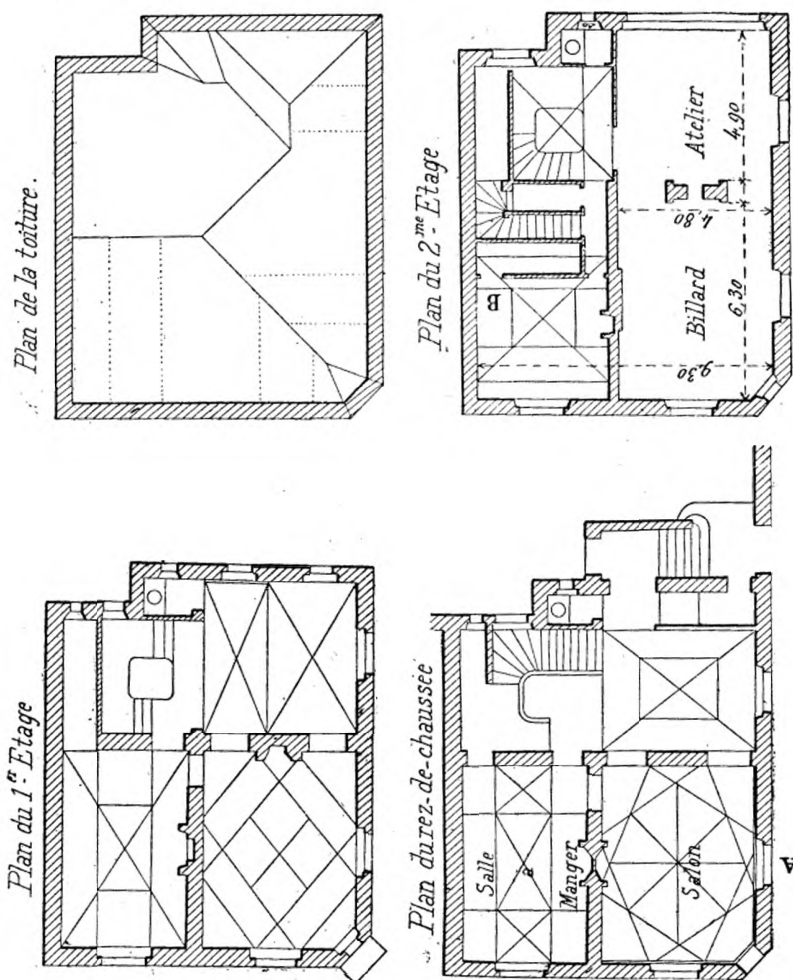 Plan de la toiture.
Plan du 2me Etage
B
Billard
Atelier
9,30
4,80
6,30
4,90
Plan du 1er Etage
Plan du rez-de-chaussée
Salle
a
Manger
Salon
A